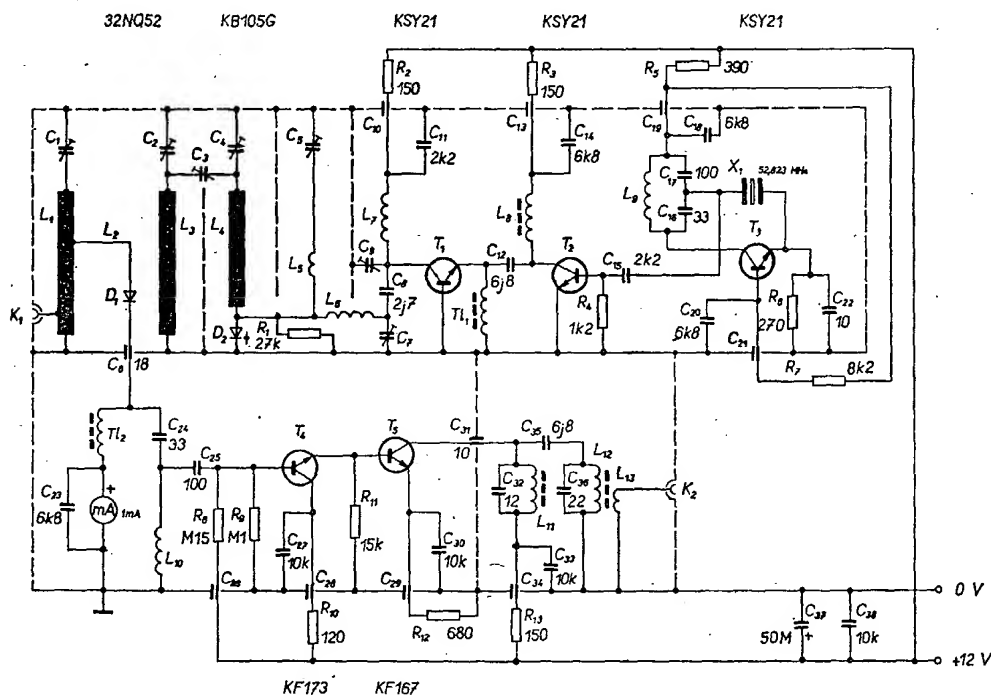 32NQ52 KB105G KSY21 KSY21 KSY21
R2 150 R3 150 R5 390
C1 C2 C3 C4 C5 C10 C11 2k2 C13 C14 6k8 C19 C18 6k8
L1 L2 L3 L4 L5 L7 L8 L9 C17 100 C16 33 X1 52,823 MHz
K1 D1 C9 C8 2j7 T1 C12 6j8 T2 C15 2k2 T3
D2 R1 27k L6 C7 Tl1 R4 1k2 C20 6k8 C21 R6 270 C22 10
C6 18 R7 8k2
Tl2 C24 33 C25 100 T4 T5 C31 10 C35 6j8 L12 L13 K2
C23 6k8 + mA 1mA R8 M15 R9 M1 R11 15k C32 12 L11 C36 22
L10 C27 10k C30 10k C33 10k
C26 C28 C29 C34 0 V
R10 120 R12 680 R13 150 C37 50M + C38 10k
+12 V
KF173 KF167